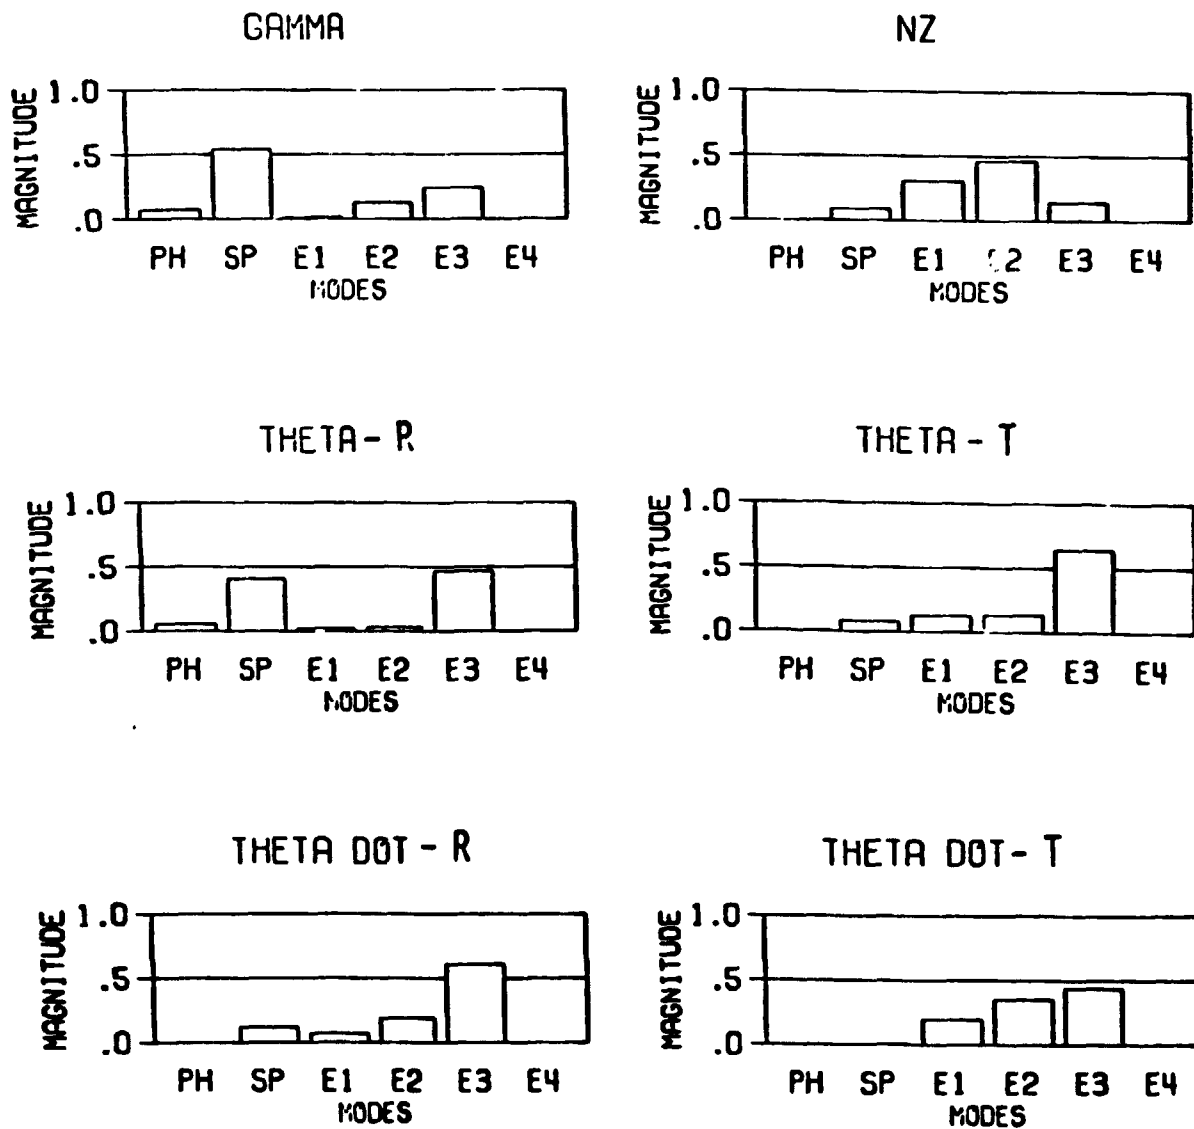 GAMMA
MAGNITUDE
1.0
.5
.0
PH SP E1 E2 E3 E4
MODES
NZ
MAGNITUDE
1.0
.5
.0
PH SP E1 2 E3 E4
MODES
THETA - R
MAGNITUDE
1.0
.5
.0
PH SP E1 E2 E3 E4
MODES
THETA - T
MAGNITUDE
1.0
.5
.0
PH SP E1 E2 E3 E4
MODES
THETA DOT - R
MAGNITUDE
1.0
.5
.0
PH SP E1 E2 E3 E4
MODES
THETA DOT - T
MAGNITUDE
1.0
.5
.0
PH SP E1 E2 E3 E4
MODES